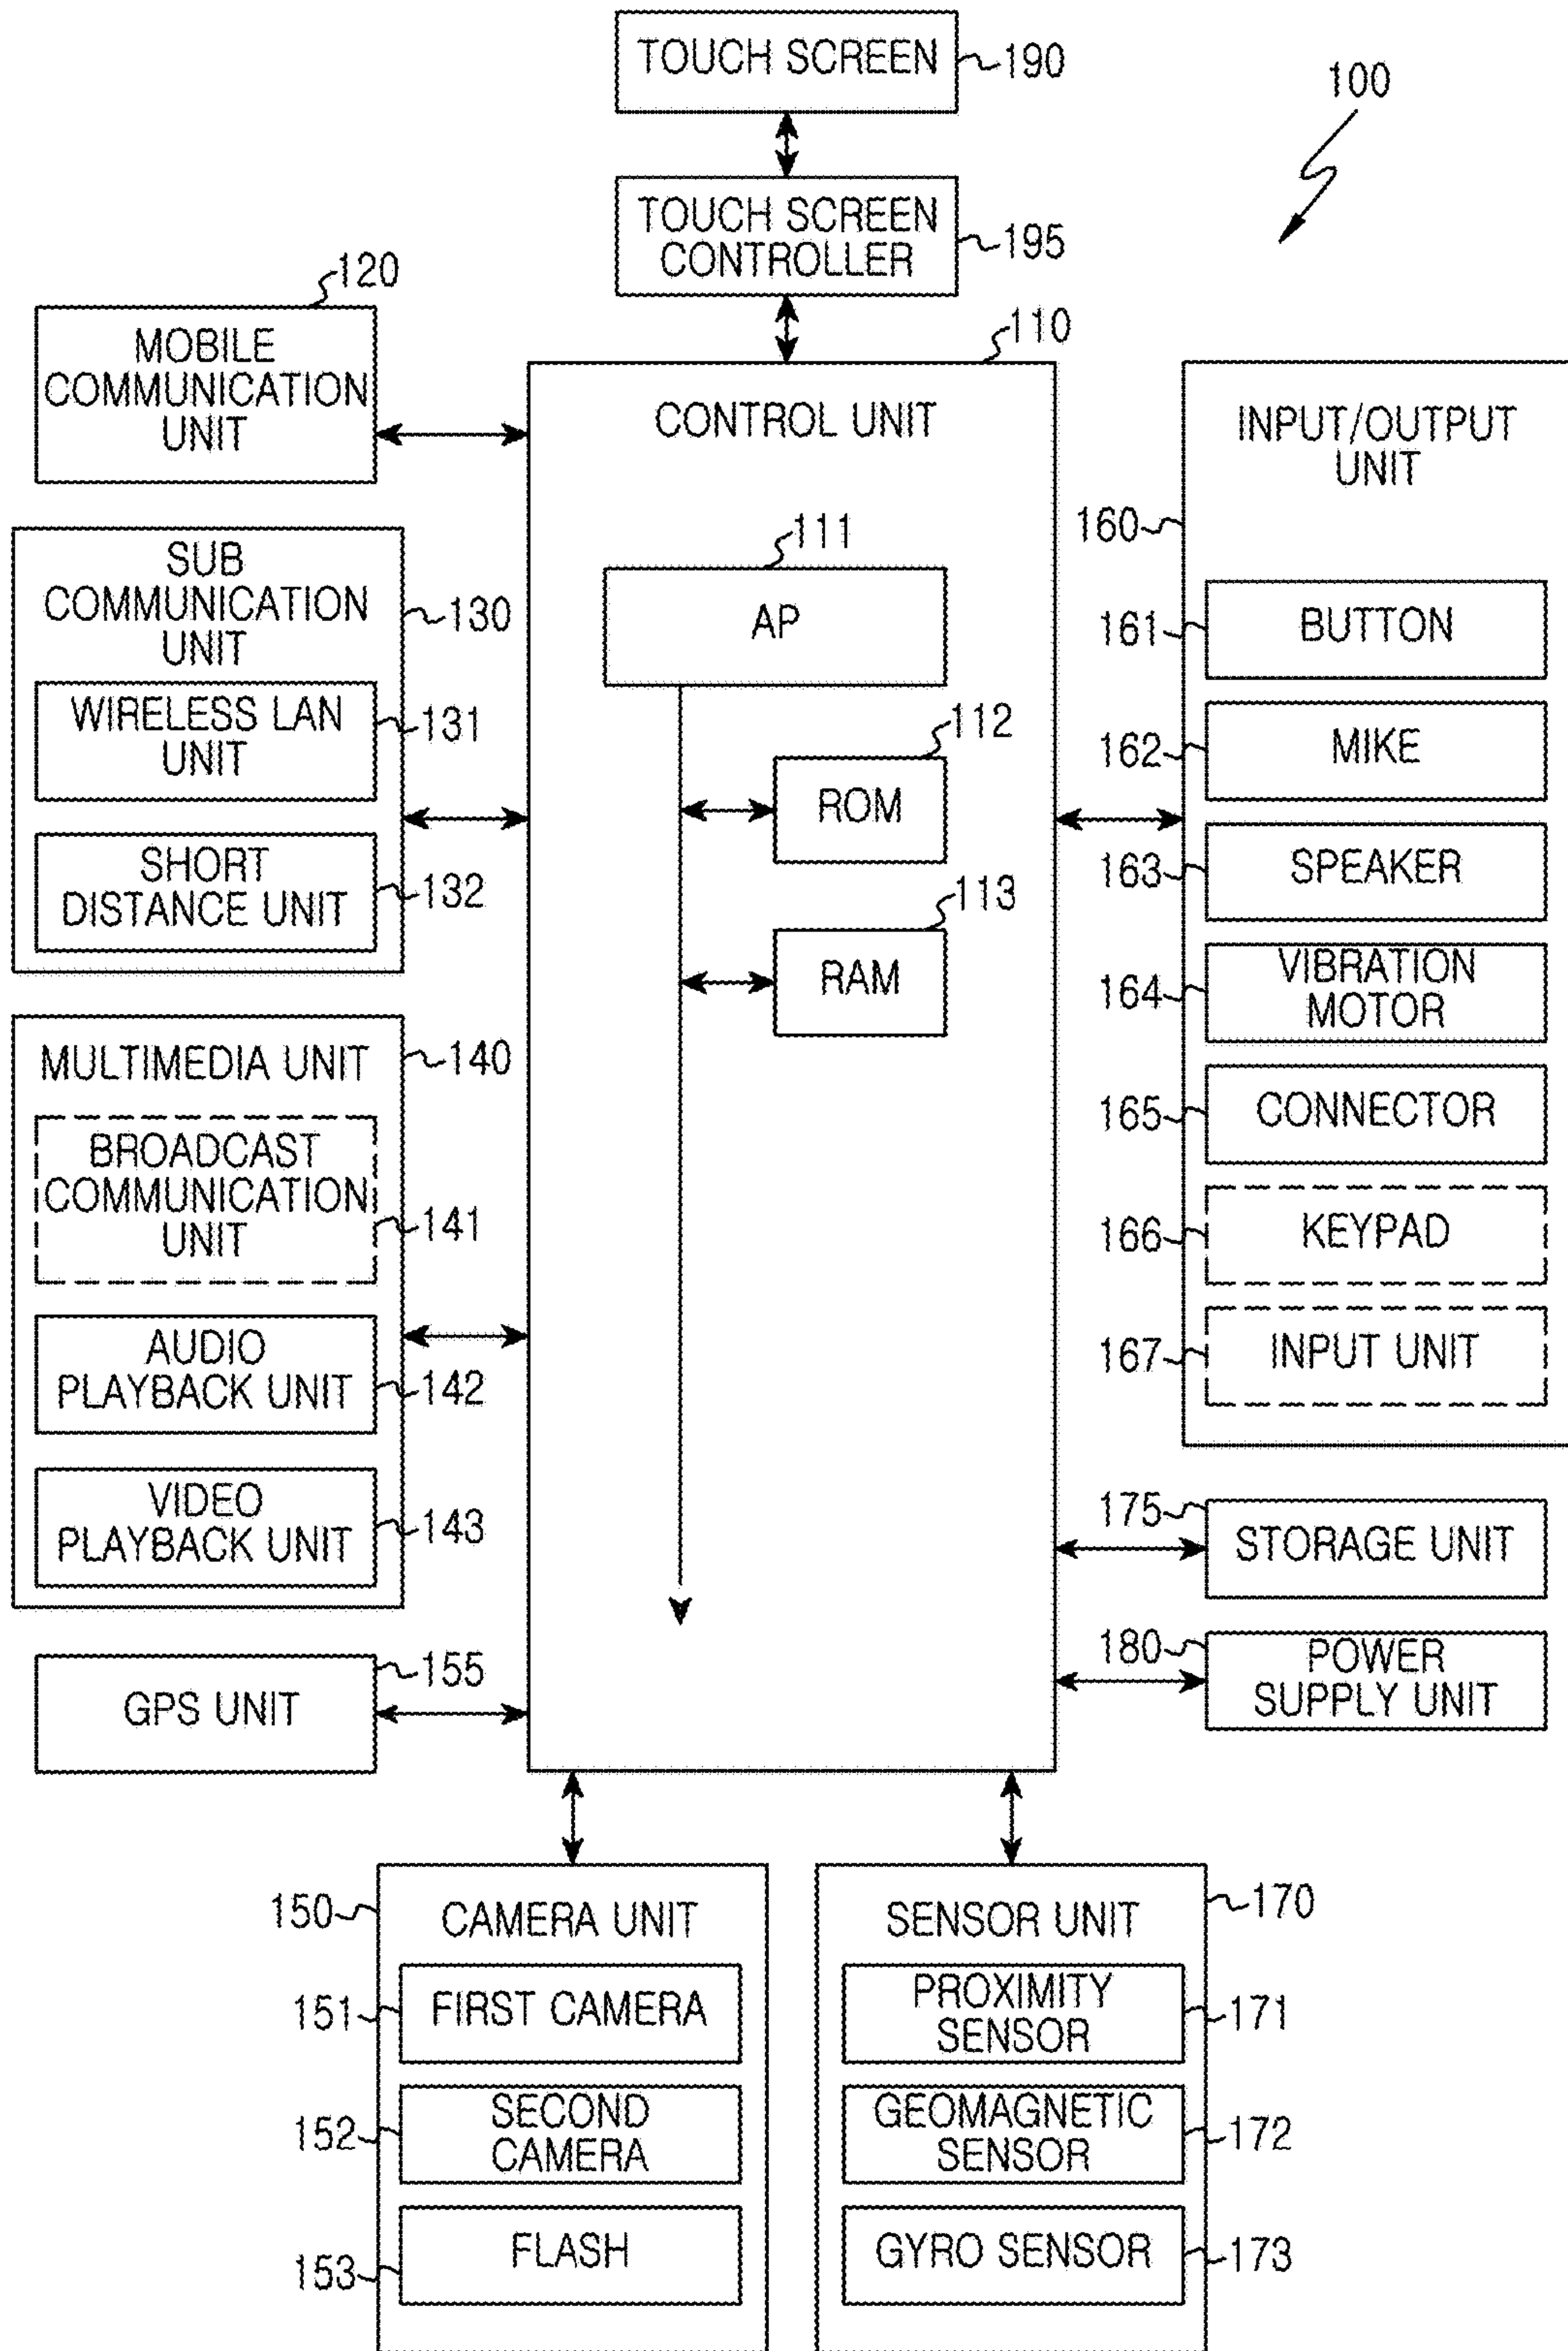 TOUCH SCREEN
190
100
TOUCH SCREEN
CONTROLLER
195
120
MOBILE
COMMUNICATION
UNIT
110
CONTROL UNIT
111
AP
112
ROM
113
RAM
SUB
COMMUNICATION
UNIT
130
WIRELESS LAN
UNIT
131
SHORT
DISTANCE UNIT
132
MULTIMEDIA UNIT
140
BROADCAST
COMMUNICATION
UNIT
141
AUDIO
PLAYBACK UNIT
142
VIDEO
PLAYBACK UNIT
143
GPS UNIT
155
INPUT/OUTPUT
UNIT
160
161
BUTTON
162
MIKE
163
SPEAKER
164
VIBRATION
MOTOR
165
CONNECTOR
166
KEYPAD
167
INPUT UNIT
175
STORAGE UNIT
180
POWER
SUPPLY UNIT
150
CAMERA UNIT
151
FIRST CAMERA
152
SECOND
CAMERA
153
FLASH
SENSOR UNIT
170
PROXIMITY
SENSOR
171
GEOMAGNETIC
SENSOR
172
GYRO SENSOR
173